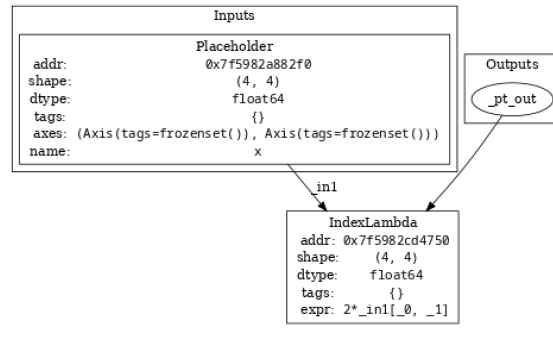 Inputs
Placeholder
addr: 0x7f5982a882f0
shape: (4, 4)
dtype: float64
tags: {}
axes: (Axis(tags=frozenset()), Axis(tags=frozenset()))
name: x
Outputs
_pt_out
_in1
IndexLambda
addr: 0x7f5982cd4750
shape: (4, 4)
dtype: float64
tags: {}
expr: 2*_in1[_0, _1]